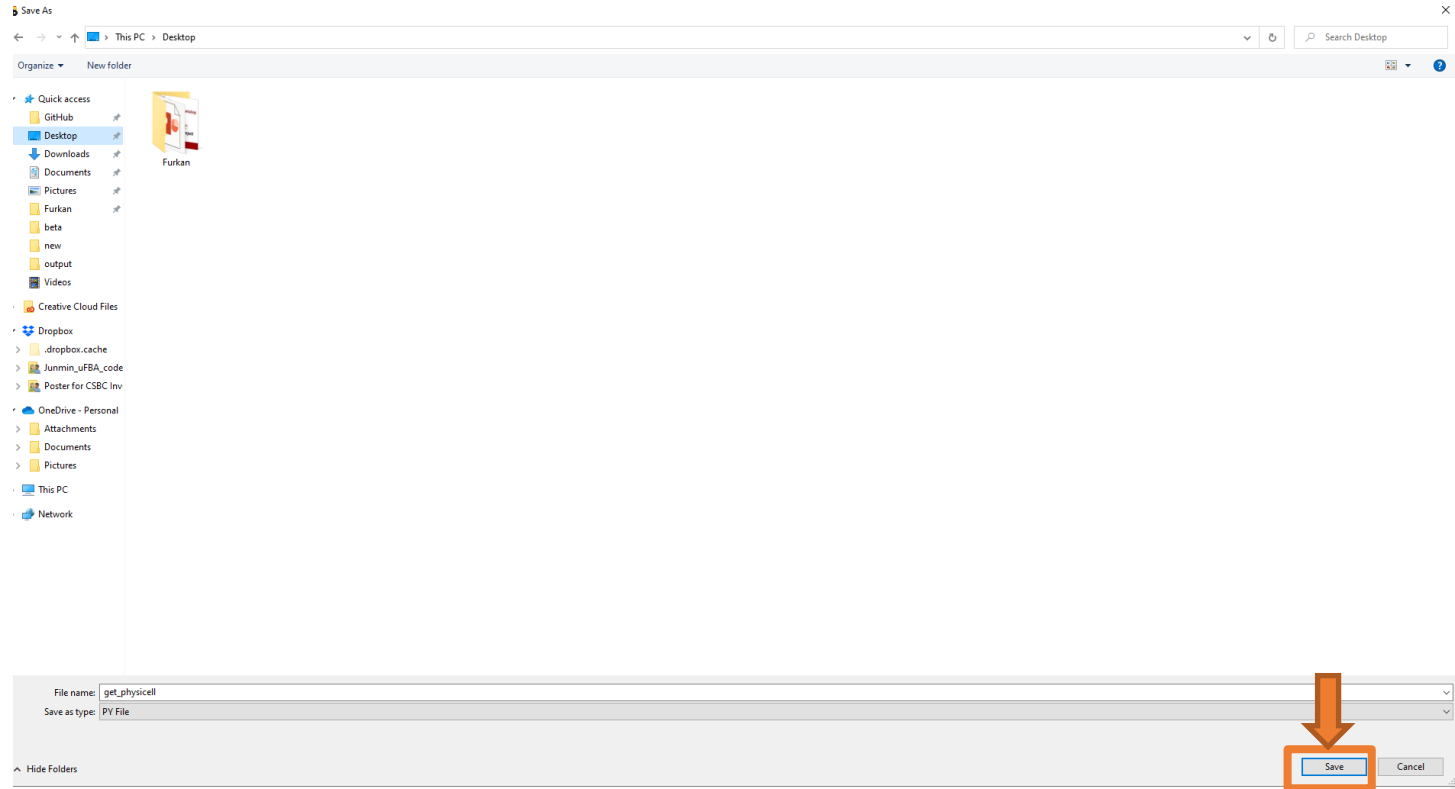 Save As
This PC > Desktop
Search Desktop
Organize
New folder
Quick access
GitHub
Desktop
Downloads
Documents
Pictures
Furkan
beta
new
output
Videos
Creative Cloud Files
Dropbox
.dropbox.cache
Junmin_uFBA_code
Poster for CSBC Inv
OneDrive - Personal
Attachments
Documents
Pictures
This PC
Network
Furkan
File name: get_physicell
Save as type: PY File
Hide Folders
Save
Cancel